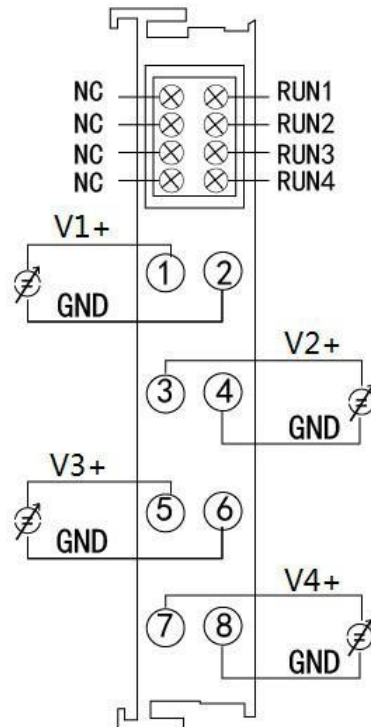 NC RUN1
NC RUN2
NC RUN3
NC RUN4
V1+
1 2
GND
V2+
3 4
GND
V3+
5 6
GND
V4+
7 8
GND